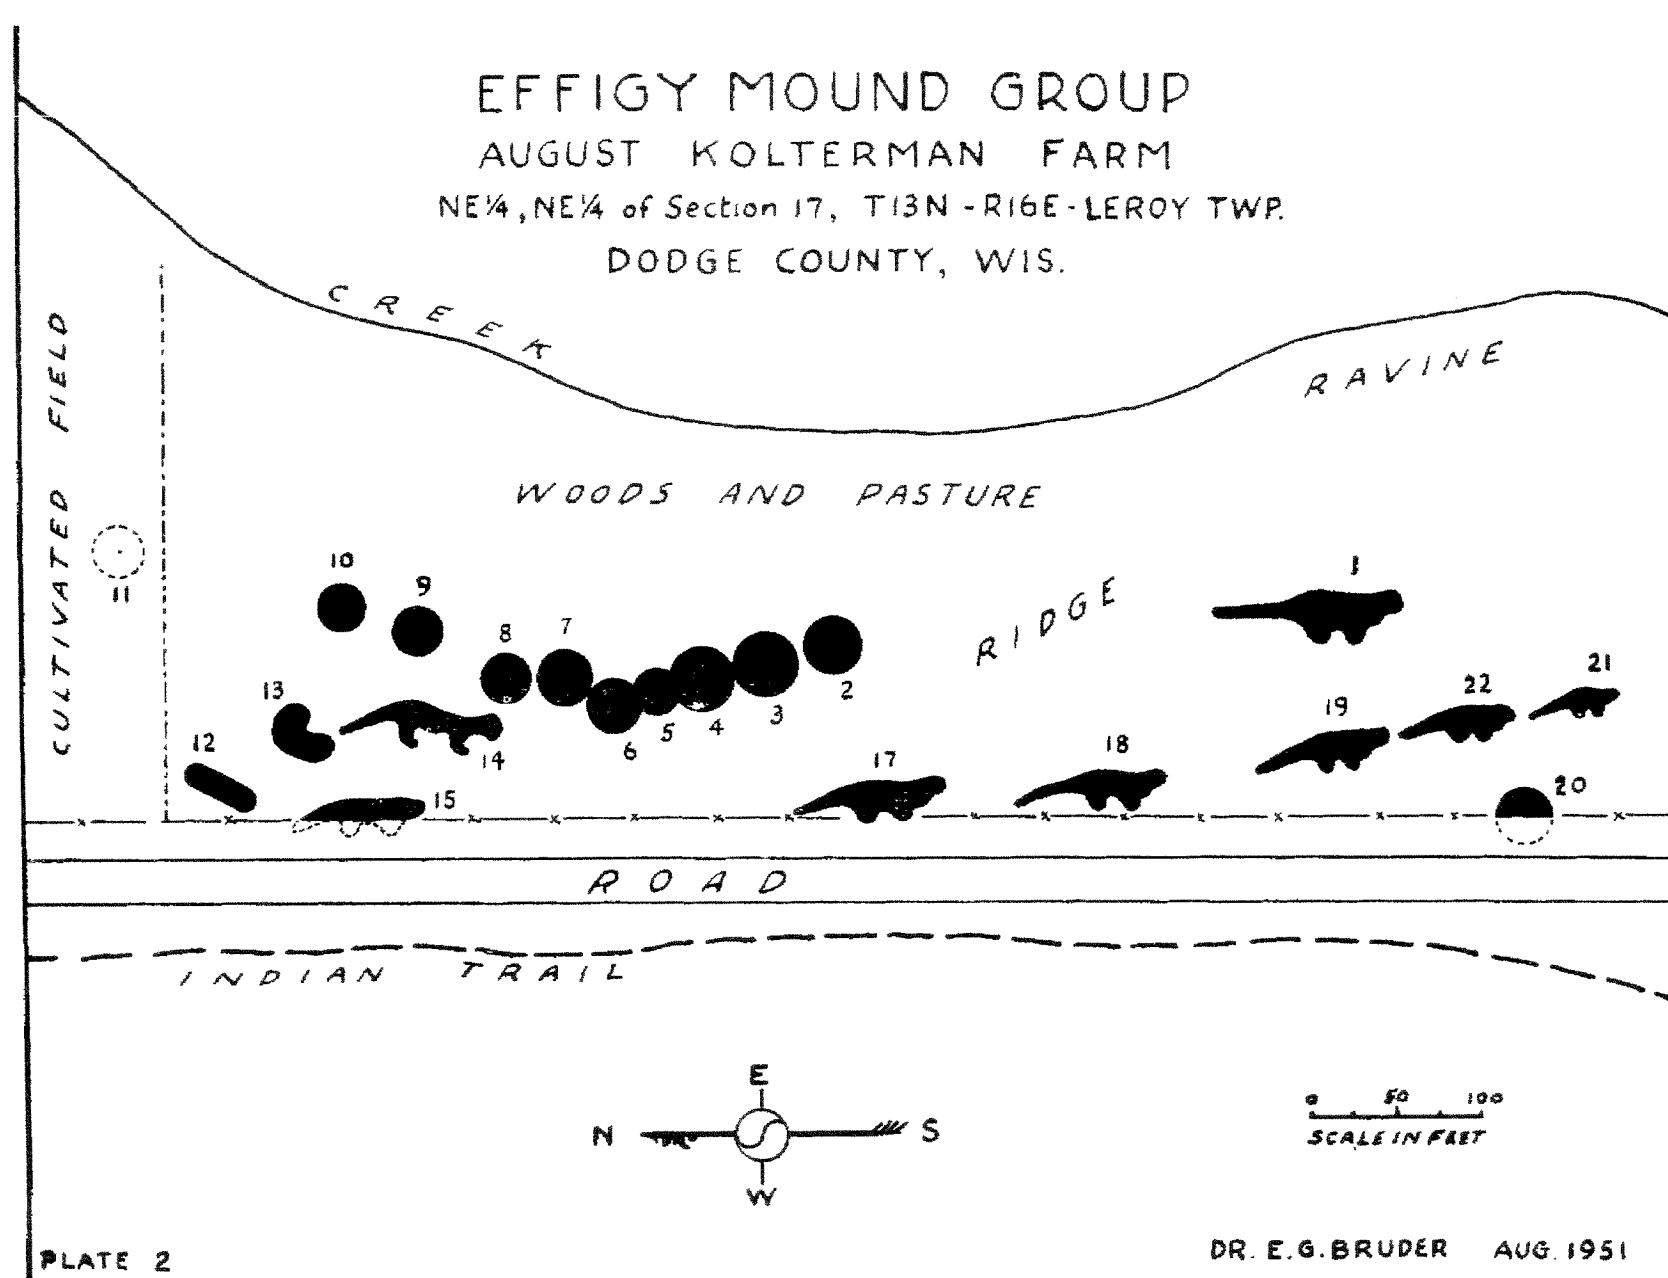 EFFIGY MOUND GROUP
AUGUST KOLTERMAN FARM
NE¼, NE¼ of Section 17, T13N - R16E - LEROY TWP.
DODGE COUNTY, WIS.
CREEK
RAVINE
CULTIVATED FIELD
WOODS AND PASTURE
RIDGE
1
10
9
11
8
7
2
3
4
5
6
13
12
14
15
17
18
19
22
21
20
ROAD
INDIAN TRAIL
E
N S
W
0 50 100
SCALE IN FEET
PLATE 2
DR. E.G. BRUDER AUG. 1951